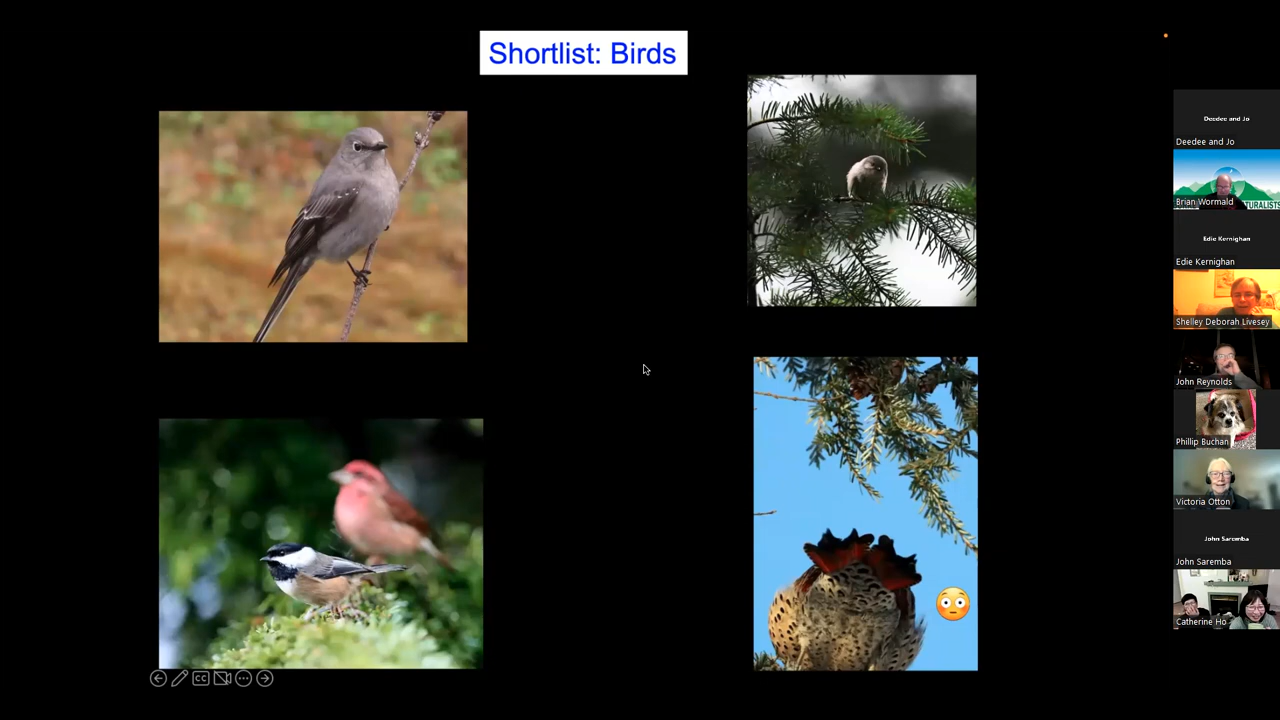 Shortlist: Birds
Deedee and Jo
Deedee and Jo
TURALISTS
Brian Wormald
Edie Kernighan
Edie Kernighan
Shelley Deborah Livesey
John Reynolds
Phillip Buchan
Victoria Otton
John Saremba
John Saremba
Catherine Ho
CC